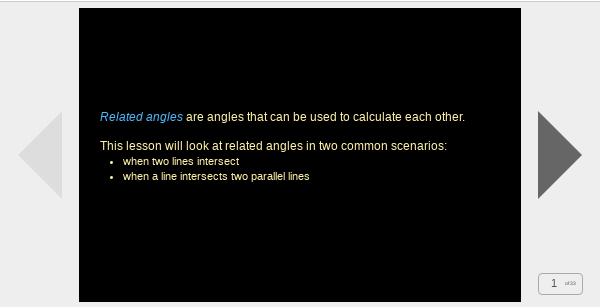 Related angles are angles that can be used to calculate each other.
This lesson will look at related angles in two common scenarios:
• when two lines intersect
• when a line intersects two parallel lines
1 of 33